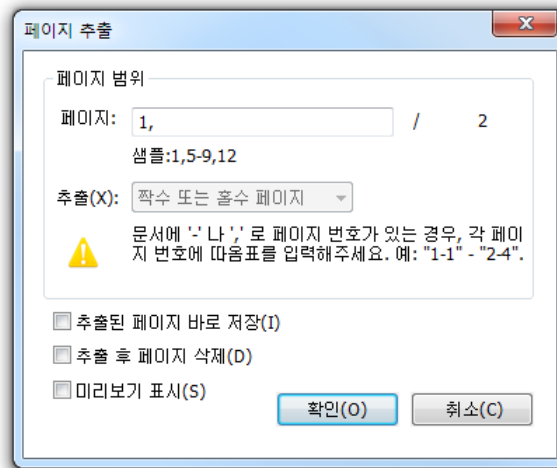 페이지 추출
페이지 범위
페이지: 1, / 2
샘플:1,5-9,12
추출(X): 짝수 또는 홀수 페이지
문서에 '-' 나 ',' 로 페이지 번호가 있는 경우, 각 페이
지 번호에 따옴표를 입력해주세요. 예: "1-1" - "2-4".
추출된 페이지 바로 저장(I)
추출 후 페이지 삭제(D)
미리보기 표시(S)
확인(O) 취소(C)